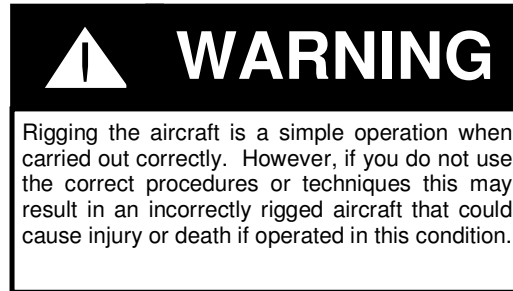 WARNING
Rigging the aircraft is a simple operation when
carried out correctly. However, if you do not use
the correct procedures or techniques this may
result in an incorrectly rigged aircraft that could
cause injury or death if operated in this condition.